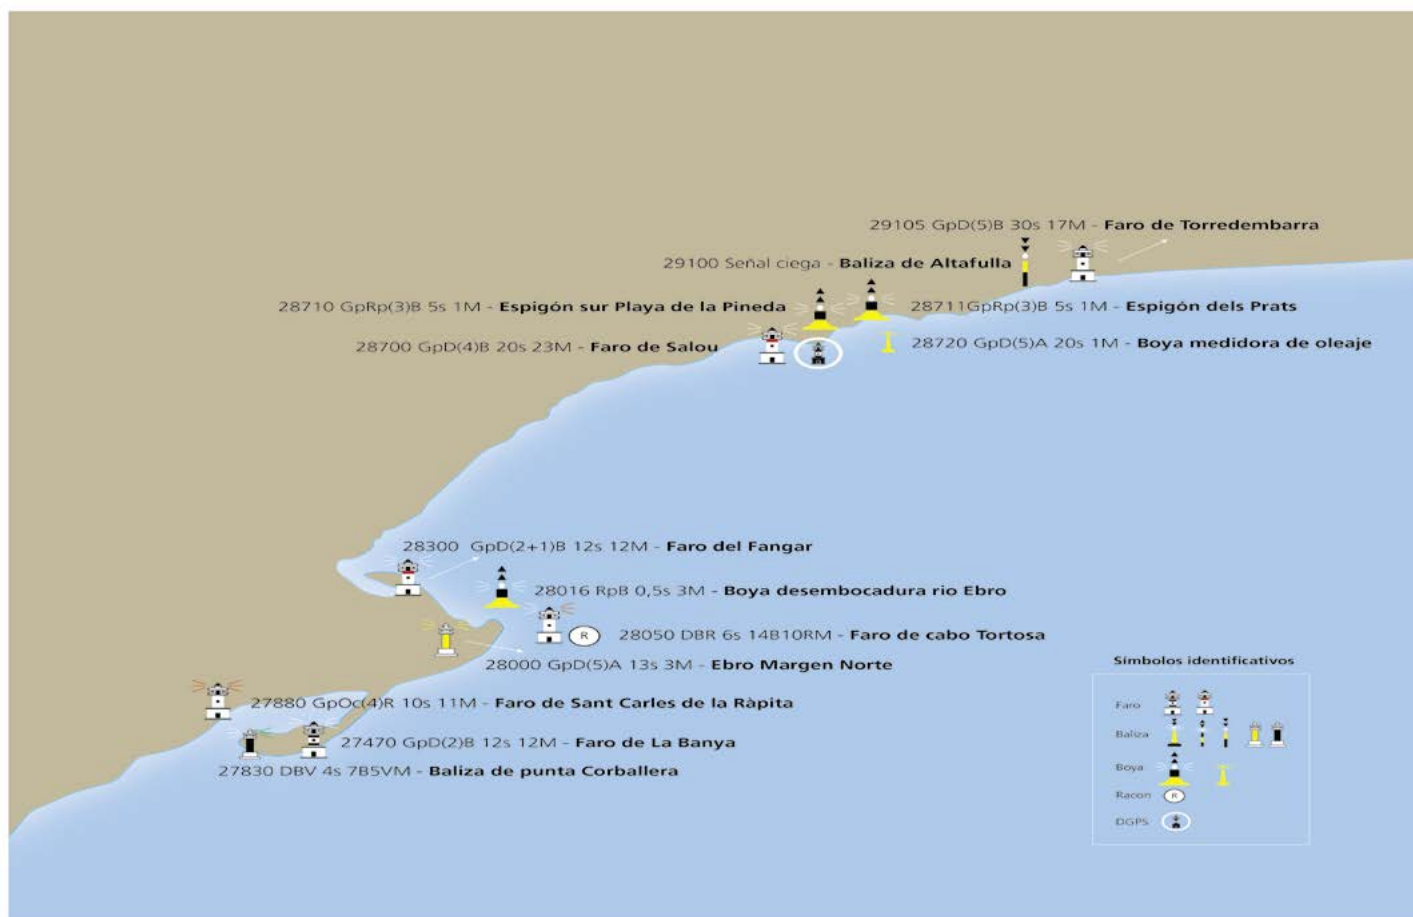 29105 GpD(5)B 30s 17M - Faro de Torredembarra
29100 Señal ciega - Baliza de Altafulla
28710 GpRp(3)B 5s 1M - Espigón sur Playa de la Pineda
28711GpRp(3)B 5s 1M - Espigón dels Prats
28700 GpD(4)B 20s 23M - Faro de Salou
28720 GpD(5)A 20s 1M - Boya medidora de oleaje
28300 GpD(2+1)B 12s 12M - Faro del Fangar
28016 RpB 0,5s 3M - Boya desembocadura rio Ebro
R
28050 DBR 6s 14B10RM - Faro de cabo Tortosa
28000 GpD(5)A 13s 3M - Ebro Margen Norte
27880 GpOc(4)R 10s 11M - Faro de Sant Carles de la Ràpita
27470 GpD(2)B 12s 12M - Faro de La Banya
27830 DBV 4s 7B5VM - Baliza de punta Corballera
Símbolos identificativos
Faro
Baliza
Boya
Racon R
DGPS